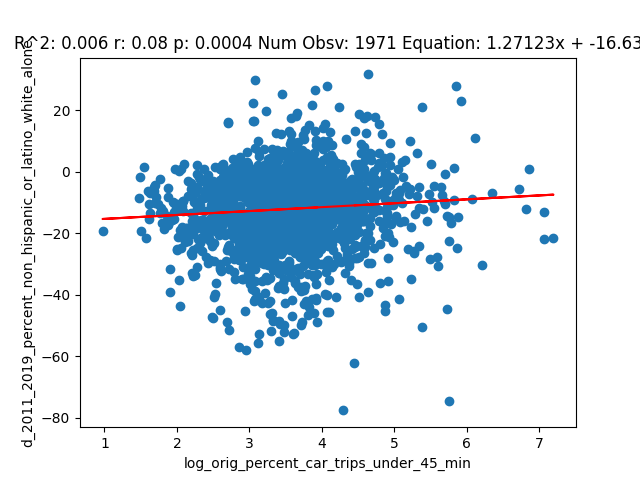 R^2: 0.006 r: 0.08 p: 0.0004 Num Obsv: 1971 Equation: 1.27123x + -16.63
d_2011_2019_percent_non_hispanic_or_latino_white_alone
20
0
−20
−40
−60
−80
1 2 3 4 5 6 7
log_orig_percent_car_trips_under_45_min